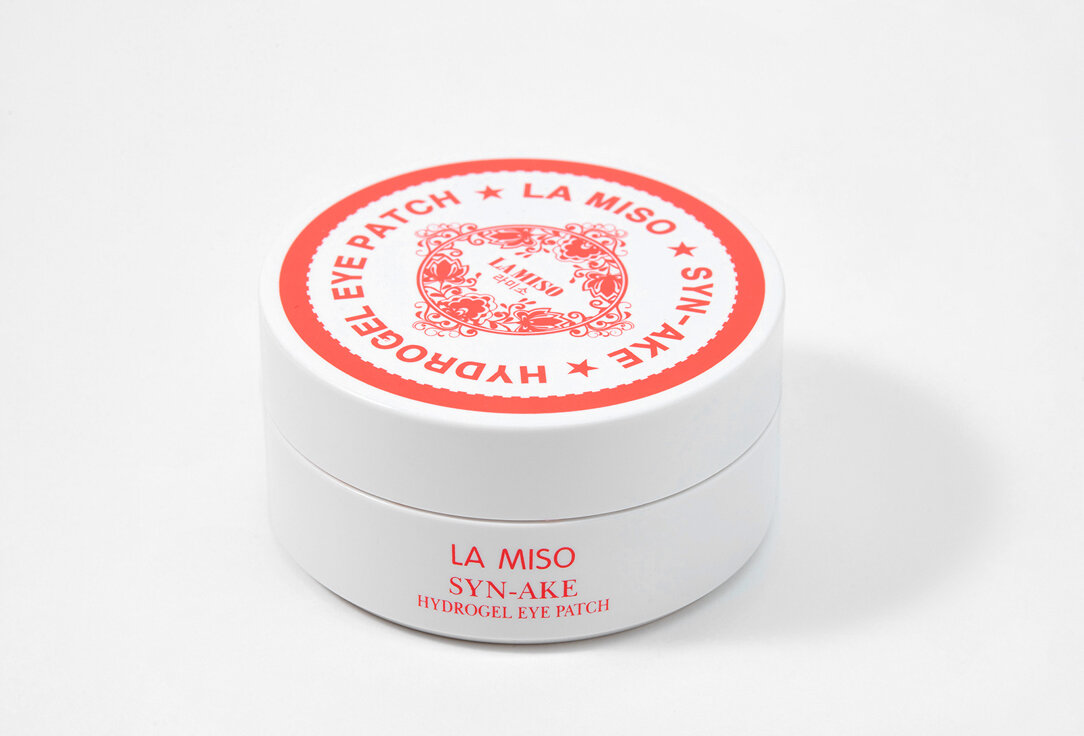 LA MISO ★ SYN-AKE ★ HYDROGEL EYE PATCH ★
LAMISO
라미소
LA MISO
SYN-AKE
HYDROGEL EYE PATCH